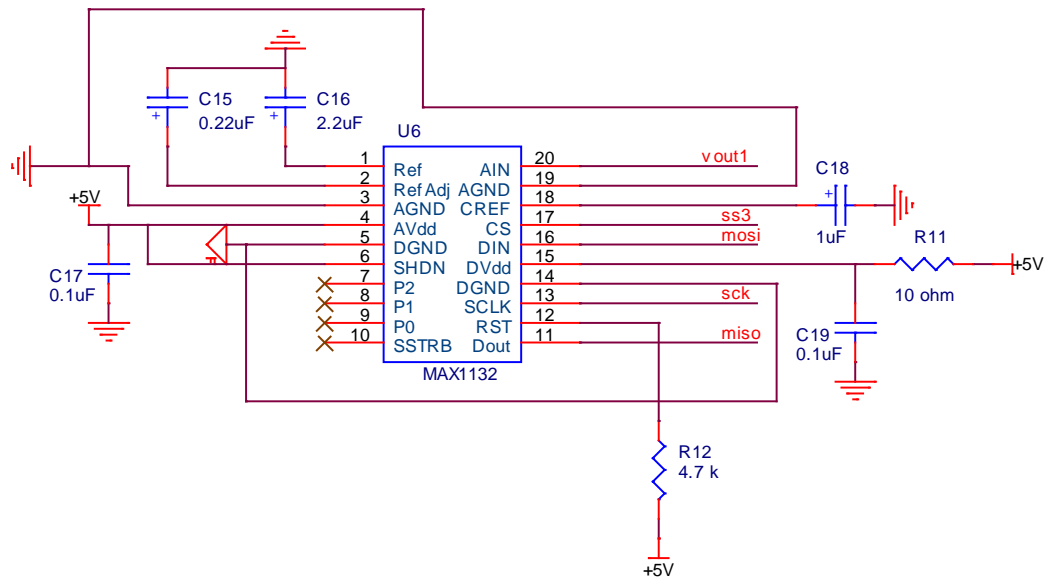 C15
0.22uF
C16
2.2uF
U6
1
Ref
2
RefAdj
3
AGND
4
AVdd
5
DGND
6
SHDN
7
P2
8
P1
9
P0
10
SSTRB
20
AIN
19
AGND
18
CREF
17
CS
16
DIN
15
DVdd
14
DGND
13
SCLK
12
RST
11
Dout
MAX1132
vout1
ss3
mosi
sck
miso
C18
1uF
R11
10 ohm
+5V
+5V
C17
0.1uF
C19
0.1uF
R12
4.7 k
+5V